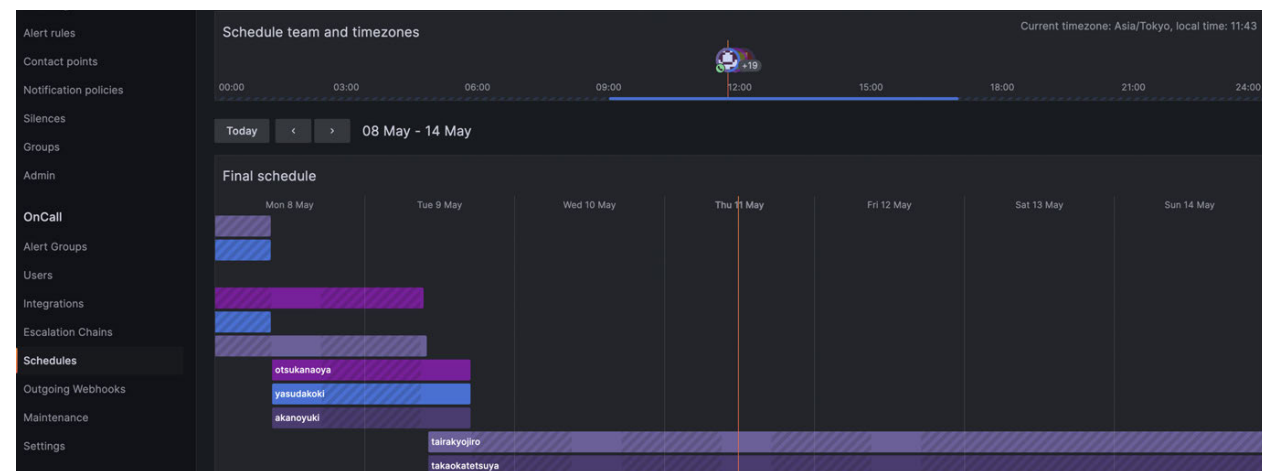 Alert rules
Contact points
Notification policies
Silences
Groups
Admin
OnCall
Alert Groups
Users
Integrations
Escalation Chains
Schedules
Outgoing Webhooks
Maintenance
Settings
Schedule team and timezones
Current timezone: Asia/Tokyo, local time: 11:43
+19
00:00 03:00 06:00 09:00 12:00 15:00 18:00 21:00 24:00
Today < > 08 May - 14 May
Final schedule
Mon 8 May Tue 9 May Wed 10 May Thu 11 May Fri 12 May Sat 13 May Sun 14 May
otsukanaoya
yasudakoki
akanoyuki
tairakyojiro
takaokatetsuya